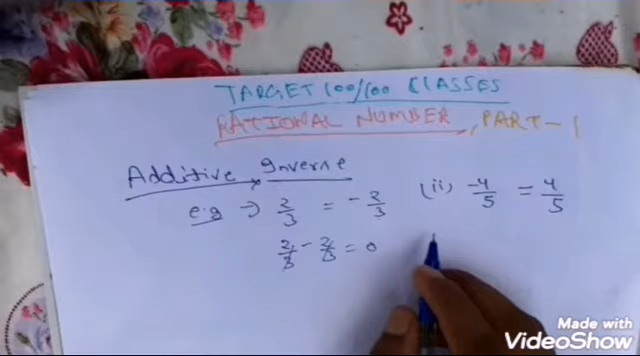 TARGET 100/100 CLASSES
RATIONAL NUMBER, PART-1
Additive Inverse
e.g → 2/3 = -2/3
2/3 - 2/3 = 0
(ii) -4/5 = 4/5
Made with
VideoShow